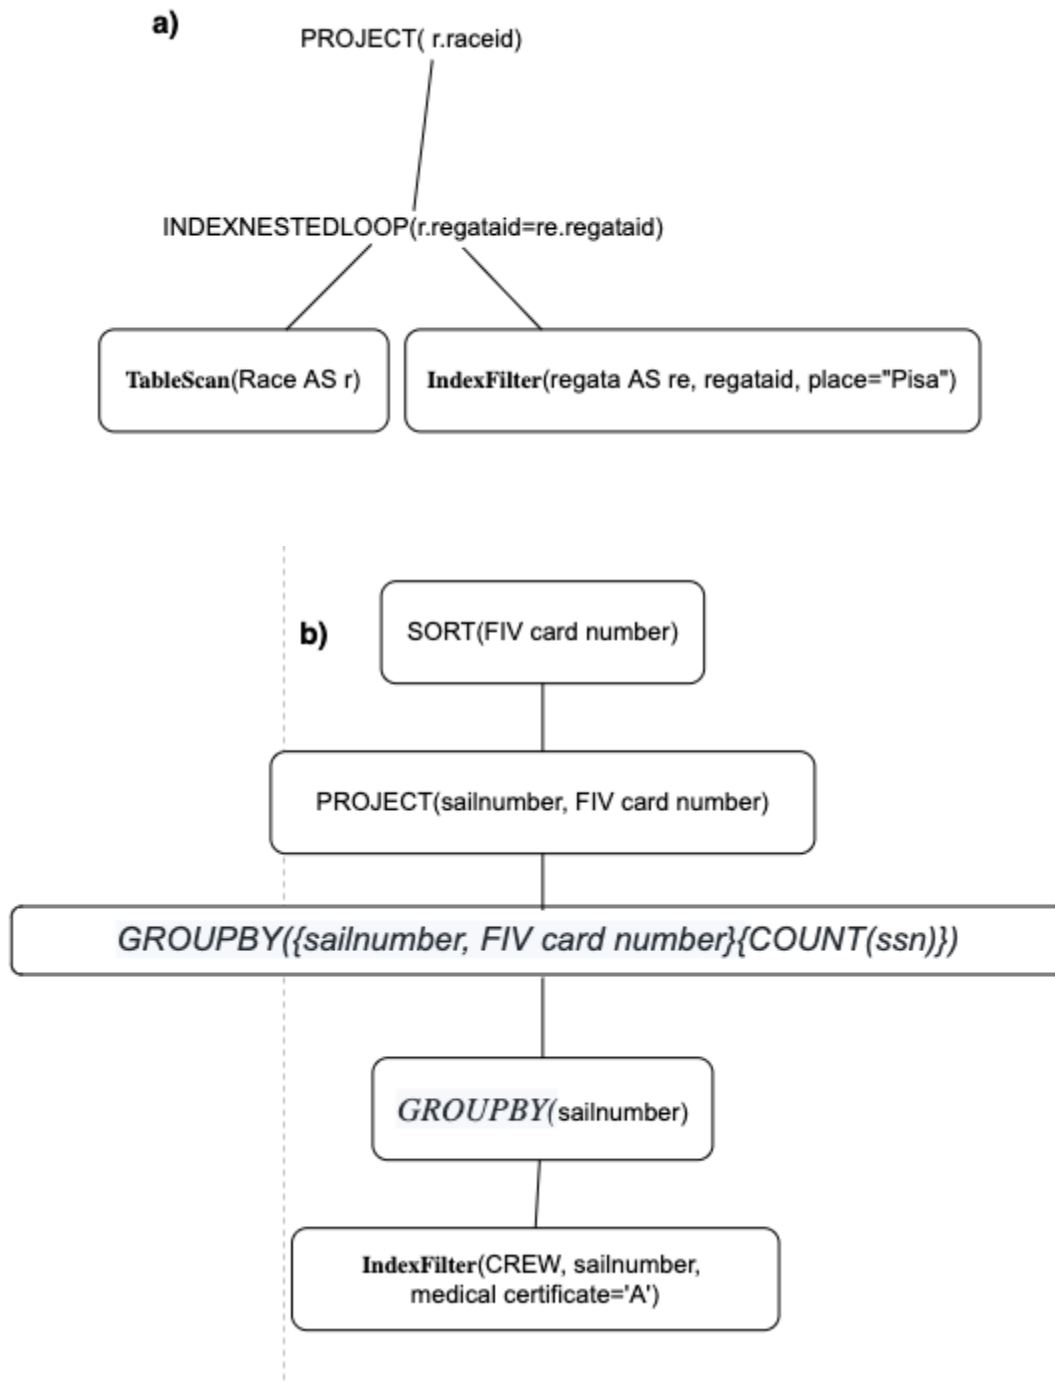 a)
PROJECT( r.raceid)
INDEXNESTEDLOOP(r.regataid=re.regataid)
TableScan(Race AS r)
IndexFilter(regata AS re, regataid, place="Pisa")
b)
SORT(FIV card number)
PROJECT(sailnumber, FIV card number)
GROUPBY({sailnumber, FIV card number}{COUNT(ssn)})
GROUPBY(sailnumber)
IndexFilter(CREW, sailnumber,
medical certificate='A')